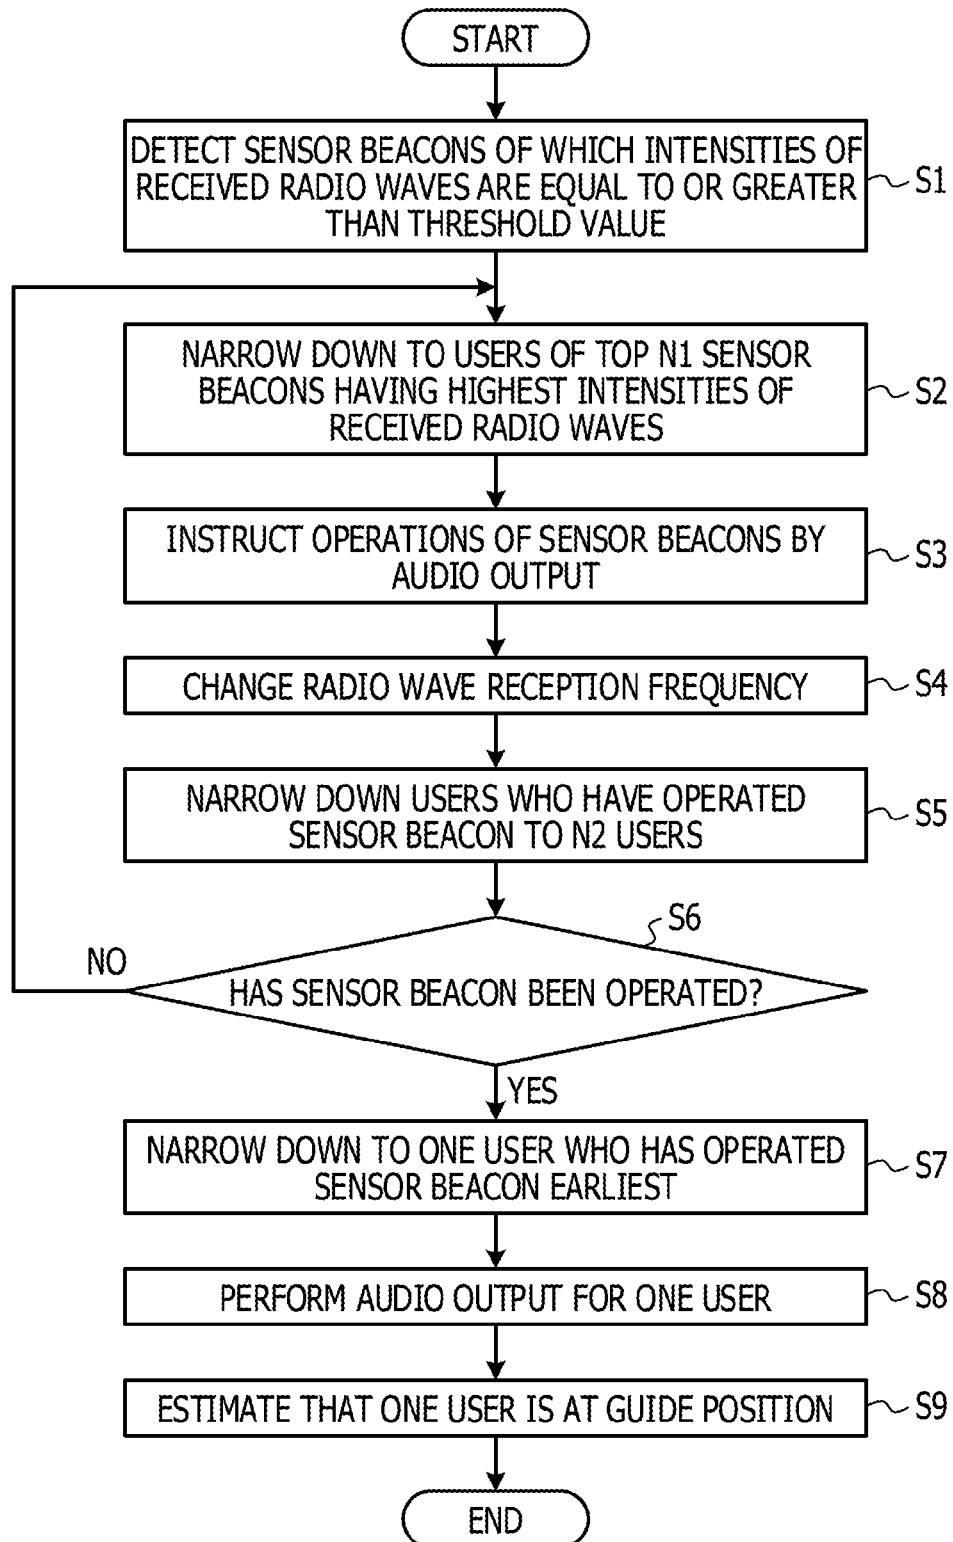 START
DETECT SENSOR BEACONS OF WHICH INTENSITIES OF
RECEIVED RADIO WAVES ARE EQUAL TO OR GREATER
THAN THRESHOLD VALUE
S1
NARROW DOWN TO USERS OF TOP N1 SENSOR
BEACONS HAVING HIGHEST INTENSITIES OF
RECEIVED RADIO WAVES
S2
INSTRUCT OPERATIONS OF SENSOR BEACONS BY
AUDIO OUTPUT
S3
CHANGE RADIO WAVE RECEPTION FREQUENCY
S4
NARROW DOWN USERS WHO HAVE OPERATED
SENSOR BEACON TO N2 USERS
S5
S6
NO
HAS SENSOR BEACON BEEN OPERATED?
YES
NARROW DOWN TO ONE USER WHO HAS OPERATED
SENSOR BEACON EARLIEST
S7
PERFORM AUDIO OUTPUT FOR ONE USER
S8
ESTIMATE THAT ONE USER IS AT GUIDE POSITION
S9
END